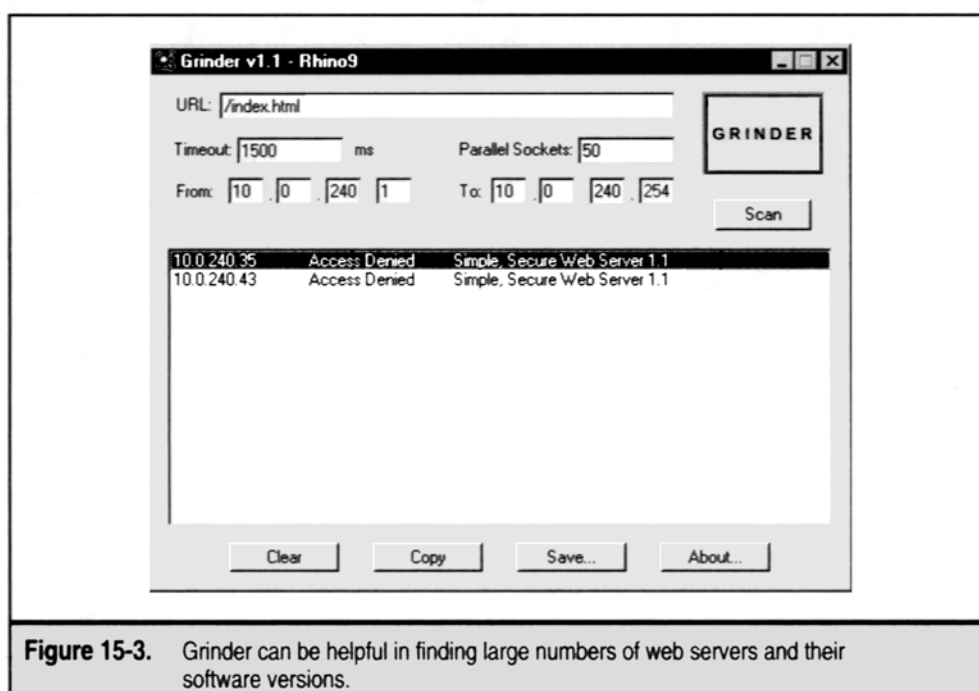 Grinder v1.1 - Rhino9
URL: /index.html
GRINDER
Timeout: 1500 ms Parallel Sockets: 50
From: 10 . 0 . 240 1 To: 10 . 0 240 . 254
Scan
10.0.240.35 Access Denied Simple, Secure Web Server 1.1
10.0.240.43 Access Denied Simple, Secure Web Server 1.1
Clear Copy Save... About...
Figure 15-3. Grinder can be helpful in finding large numbers of web servers and their
software versions.